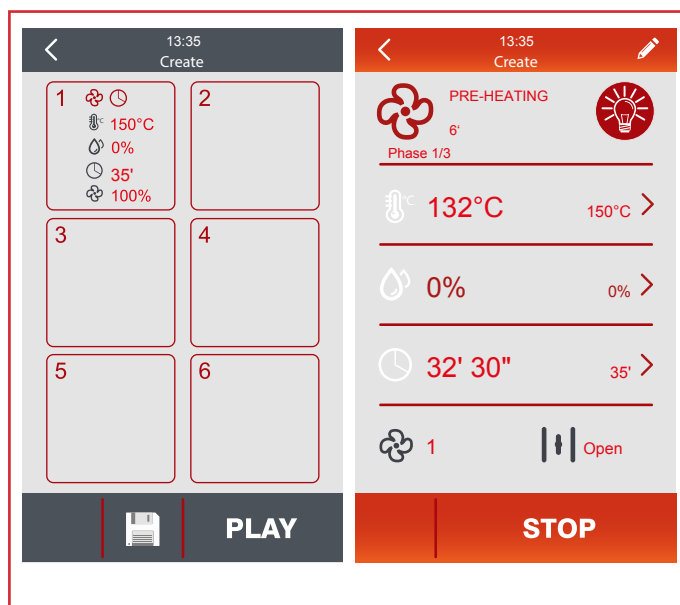 13:35
Create
1
°C 150°C
0%
35'
100%
2
3
4
5
6
PLAY
13:35
Create
PRE-HEATING
6'
Phase 1/3
°C 132°C 150°C
0% 0%
32' 30" 35'
1 Open
STOP